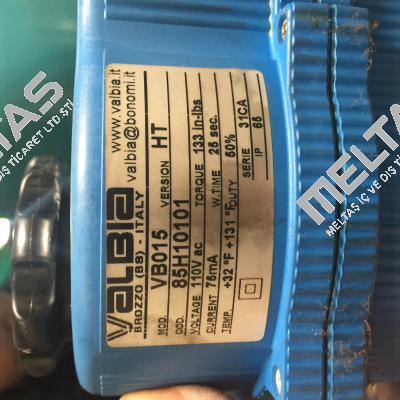 VALBIA
BROZZO (BS) - ITALY
www.valbia.it
valbia@bonomi.it
MOD. VB015 VERSION HT
COD. 85H10101
VOLTAGE 110V ac TORQUE 133 in-lbs
CURRENT 75mA W.TIME 25 sec.
TEMP. +32 °F +131 °F DUTY 50%
SERIE 31CA
IP 65
MELTAS
MELTAŞ İÇ VE DIŞ TİCARET LTD ŞTİ